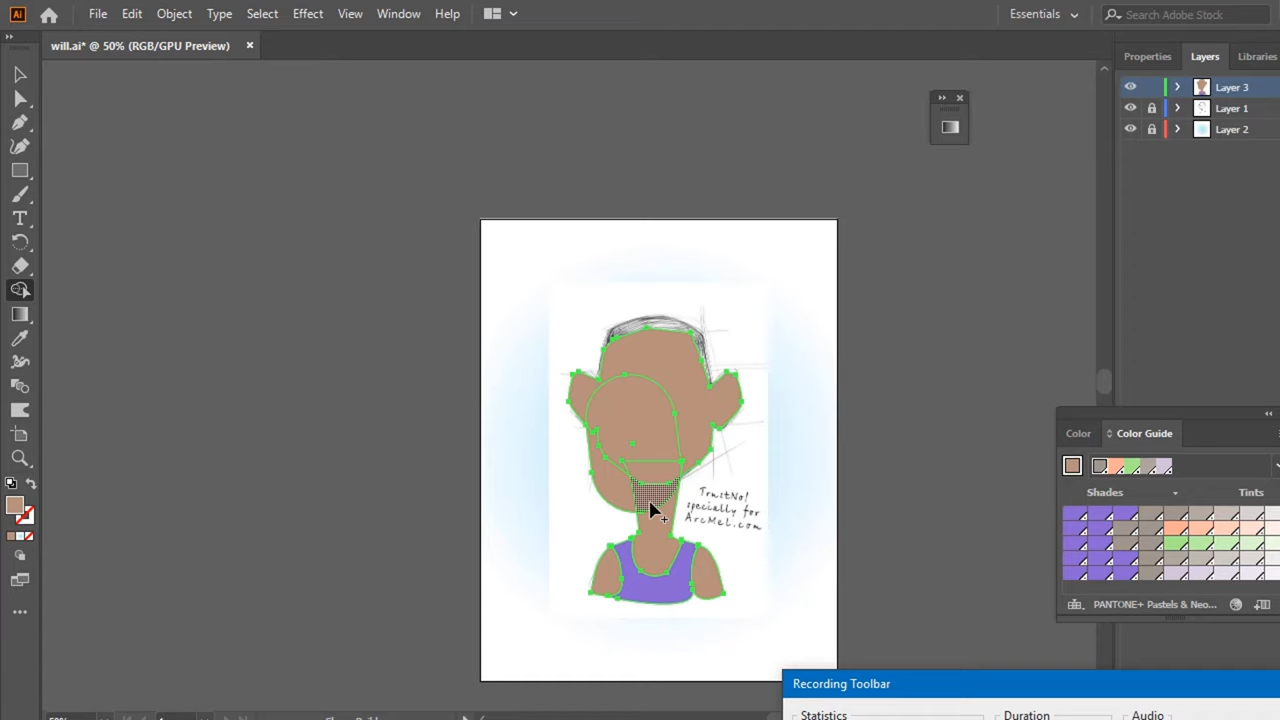 Ai
File Edit Object Type Select Effect View Window Help
Essentials
Search Adobe Stock
will.ai* @ 50% (RGB/GPU Preview)
Properties Layers Libraries
Layer 3
Layer 1
Layer 2
Color Color Guide
Shades Tints
PANTONE+ Pastels & Neo...
TrustNo!
specially for
ArcMel.com
Recording Toolbar
Statistics Duration Audio